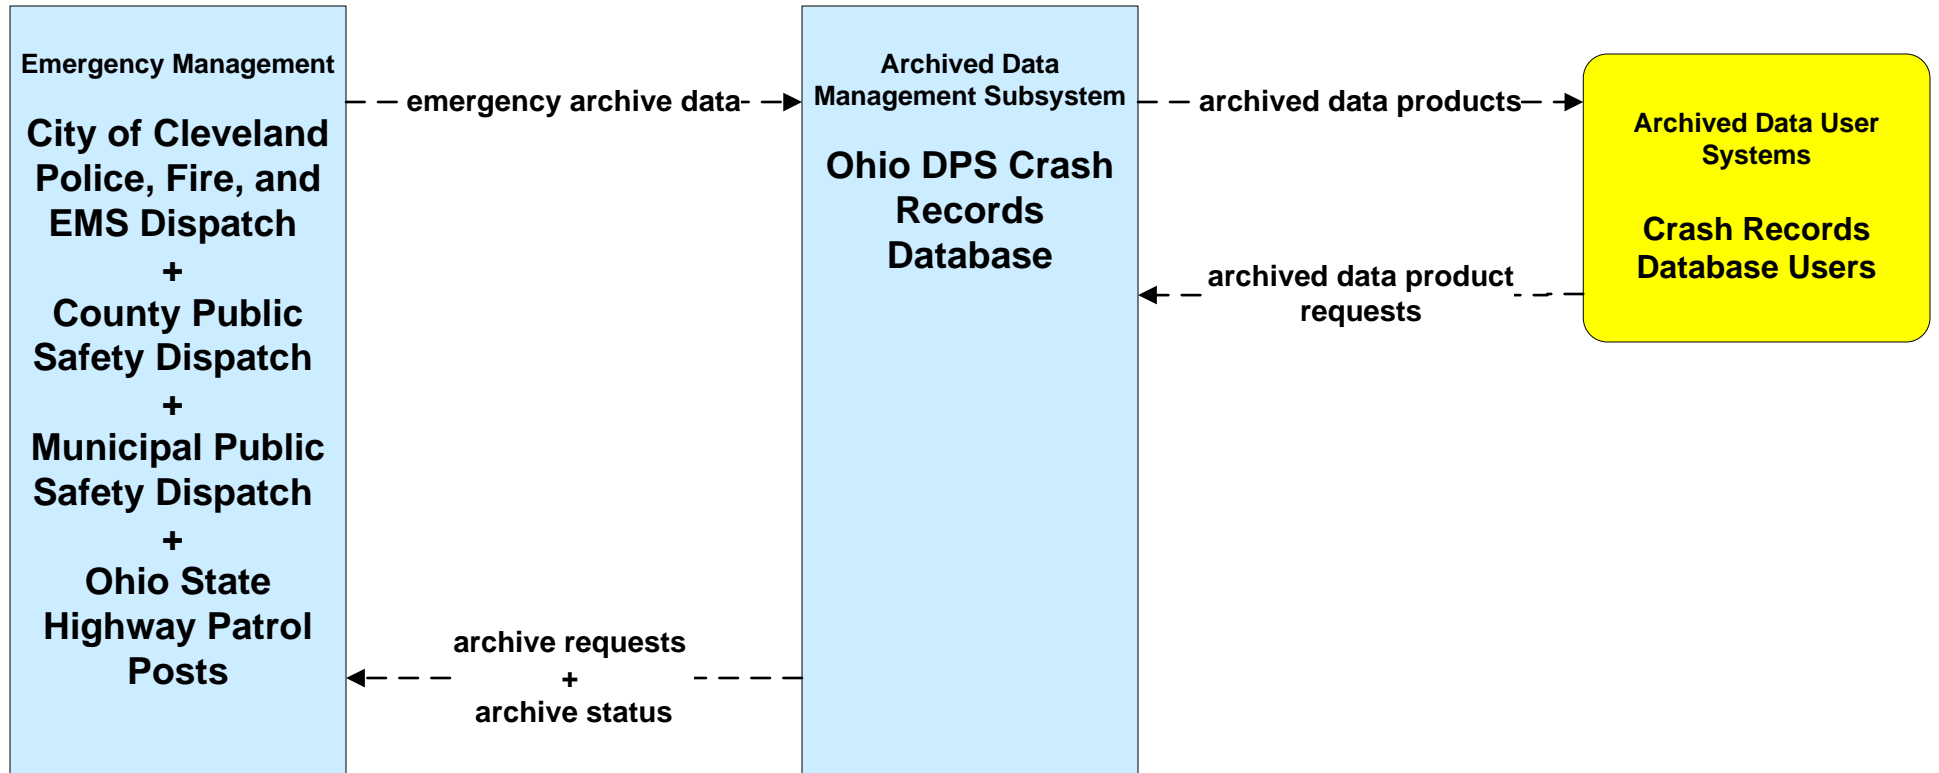 Emergency Management
City of Cleveland
Police, Fire, and
EMS Dispatch
+
County Public
Safety Dispatch
+
Municipal Public
Safety Dispatch
+
Ohio State
Highway Patrol
Posts
emergency archive data
archive requests
+
archive status
Archived Data
Management Subsystem
Ohio DPS Crash
Records
Database
archived data products
archived data product
requests
Archived Data User
Systems
Crash Records
Database Users